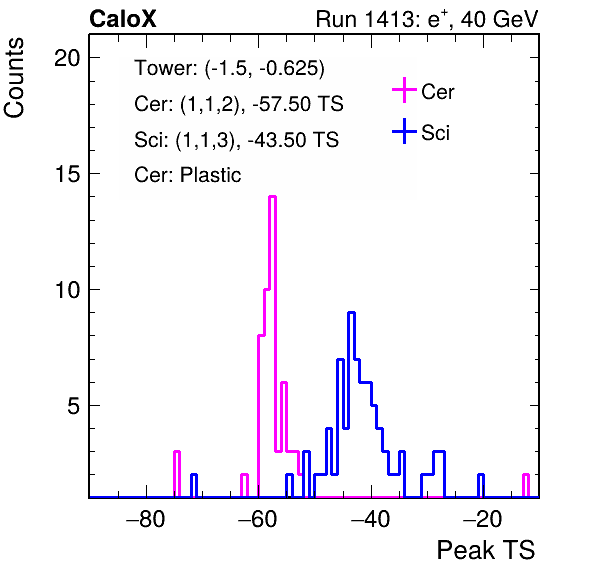 CaloX Run 1413: e⁺, 40 GeV
Counts
Tower: (-1.5, -0.625)
Cer: (1,1,2), -57.50 TS
Sci: (1,1,3), -43.50 TS
Cer: Plastic
Cer
Sci
20
15
10
5
−80 −60 −40 −20
Peak TS